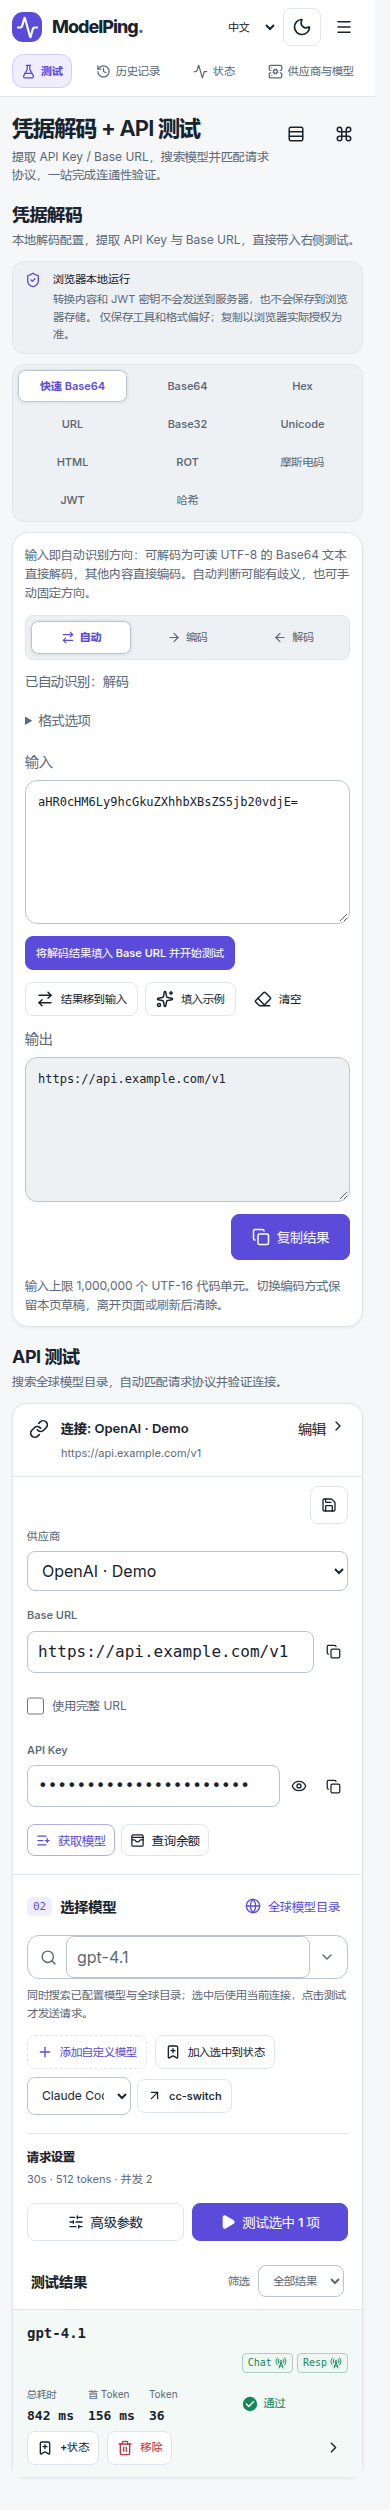 ModelPing.
中文
测试
历史记录
状态
供应商与模型
凭据解码 + API 测试
提取 API Key / Base URL，搜索模型并匹配请求
协议，一站完成连通性验证。
凭据解码
本地解码配置，提取 API Key 与 Base URL，直接带入右侧测试。
浏览器本地运行
转换内容和 JWT 密钥不会发送到服务器，也不会保存到浏览
器存储。 仅保存工具和格式偏好；复制以浏览器实际授权为
准。
快速 Base64
Base64
Hex
URL
Base32
Unicode
HTML
ROT
摩斯电码
JWT
哈希
输入即自动识别方向：可解码为可读 UTF-8 的 Base64 文本
直接解码，其他内容直接编码。自动判断可能有歧义，也可手
动固定方向。
自动
编码
解码
已自动识别：解码
格式选项
输入
aHR0cHM6Ly9hcGkuZXhhbXBsZS5jb20vdjE=
将解码结果填入 Base URL 并开始测试
结果移到输入
填入示例
清空
输出
https://api.example.com/v1
复制结果
输入上限 1,000,000 个 UTF-16 代码单元。切换编码方式保
留本页草稿，离开页面或刷新后清除。
API 测试
搜索全球模型目录，自动匹配请求协议并验证连接。
连接: OpenAI · Demo
编辑
https://api.example.com/v1
供应商
OpenAI · Demo
Base URL
https://api.example.com/v1
使用完整 URL
API Key
••••••••••••••••••••••
获取模型
查询余额
02 选择模型
全球模型目录
gpt-4.1
同时搜索已配置模型与全球目录；选中后使用当前连接，点击测试
才发送请求。
添加自定义模型
加入选中到状态
Claude Coc
cc-switch
请求设置
30s · 512 tokens · 并发 2
高级参数
测试选中 1 项
测试结果
筛选
全部结果
gpt-4.1
Chat
Resp
总耗时
首 Token
Token
842 ms
156 ms
36
通过
+状态
移除